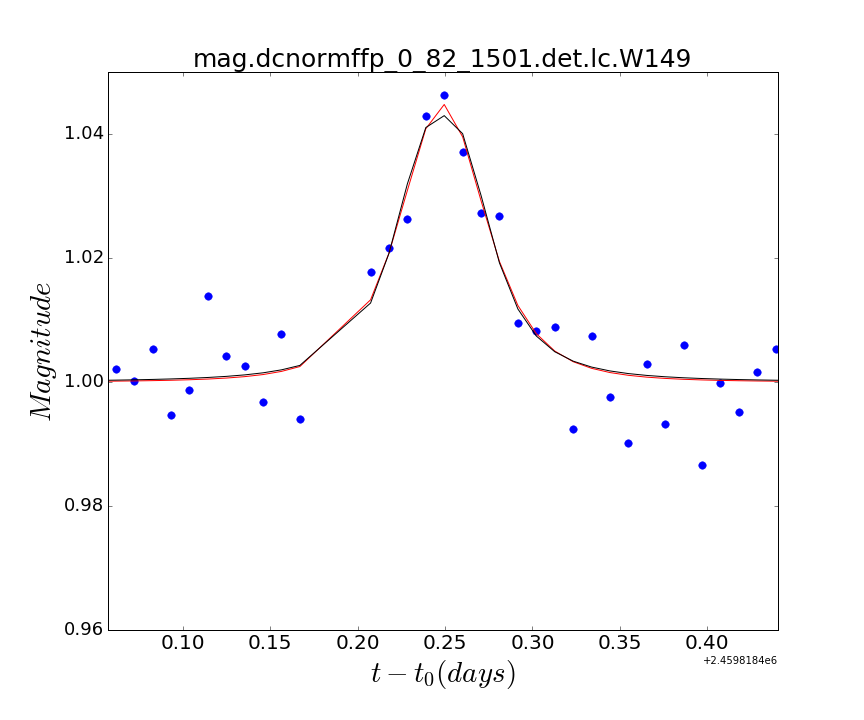 mag.dcnormffp_0_82_1501.det.lc.W149
Magnitude
1.04
1.02
1.00
0.98
0.96
0.10 0.15 0.20 0.25 0.30 0.35 0.40
+2.4598184e6
t − t₀(days)